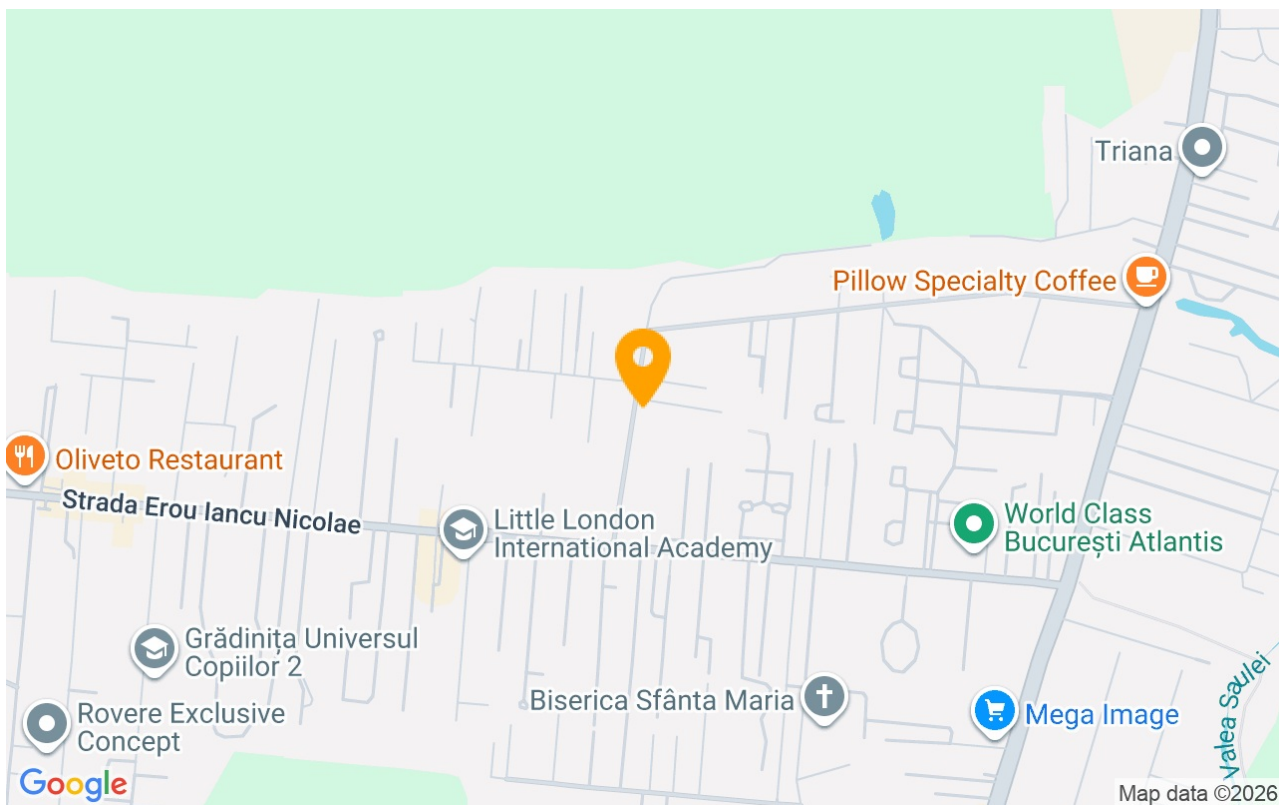 Triana
Pillow Specialty Coffee
Oliveto Restaurant
Strada Erou Iancu Nicolae
Little London
International Academy
World Class
București Atlantis
Grădinița Universul
Copiilor 2
Biserica Sfânta Maria
Rovere Exclusive
Concept
Mega Image
Valea Saulei
Google
Map data ©2026